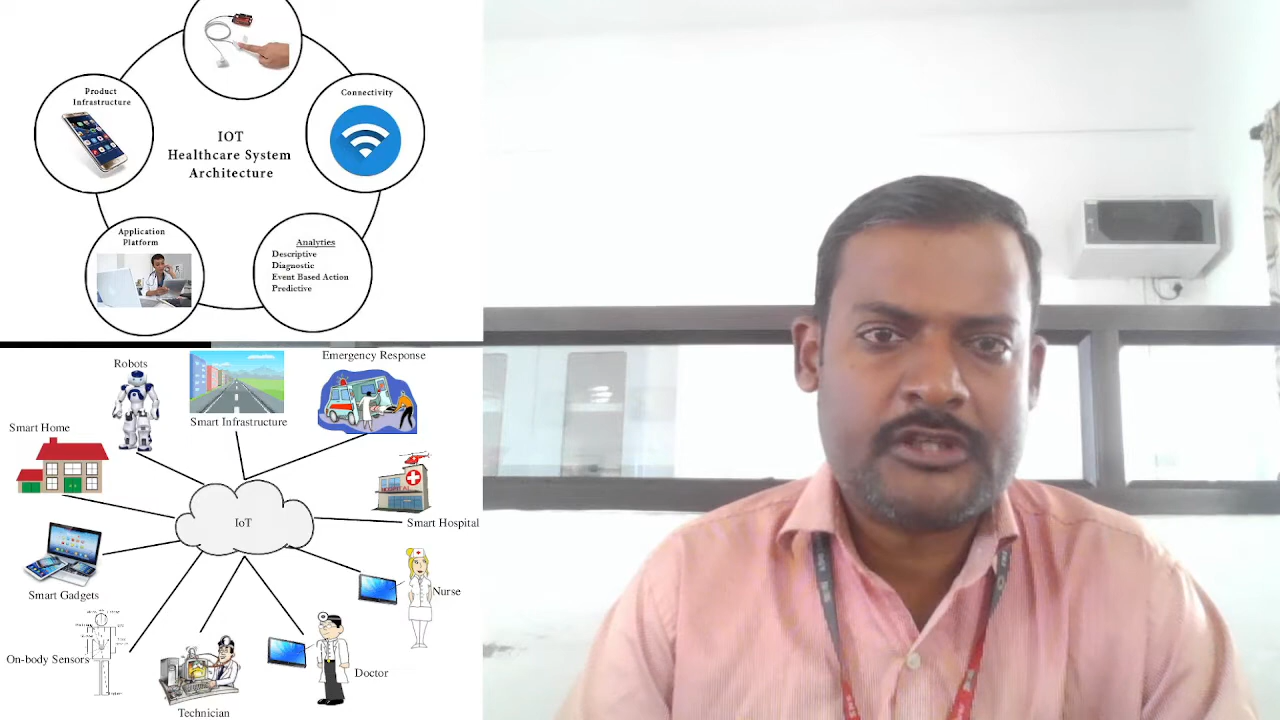 Product
Infrastructure
Connectivity
IOT
Healthcare System
Architecture
Application
Platform
Analytics
Descriptive
Diagnostic
Event Based Action
Predictive
Robots
Emergency Response
Smart Infrastructure
Smart Home
HOSPITAL
IoT
Smart Hospital
Smart Gadgets
Nurse
On-body Sensors
Doctor
Technician